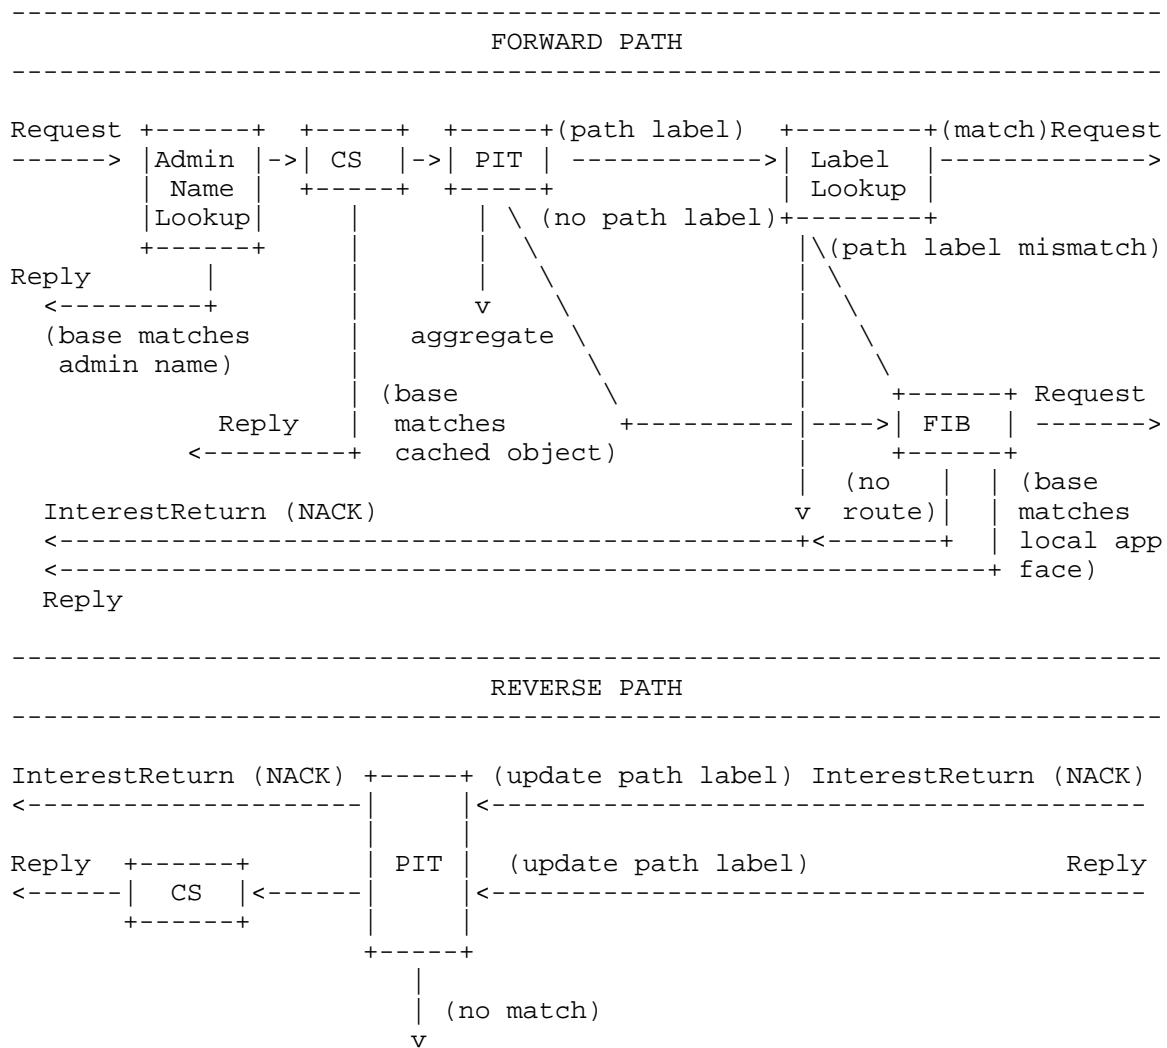 FORWARD PATH
Request (path label) (match)Request
Admin CS PIT Label
Name Lookup
Lookup (no path label)
(path label mismatch)
Reply
(base matches aggregate
admin name)
(base Request
Reply matches FIB
cached object)
(no (base
InterestReturn (NACK) route) matches
local app
face)
Reply
REVERSE PATH
InterestReturn (NACK) (update path label) InterestReturn (NACK)
Reply PIT (update path label) Reply
CS
(no match)